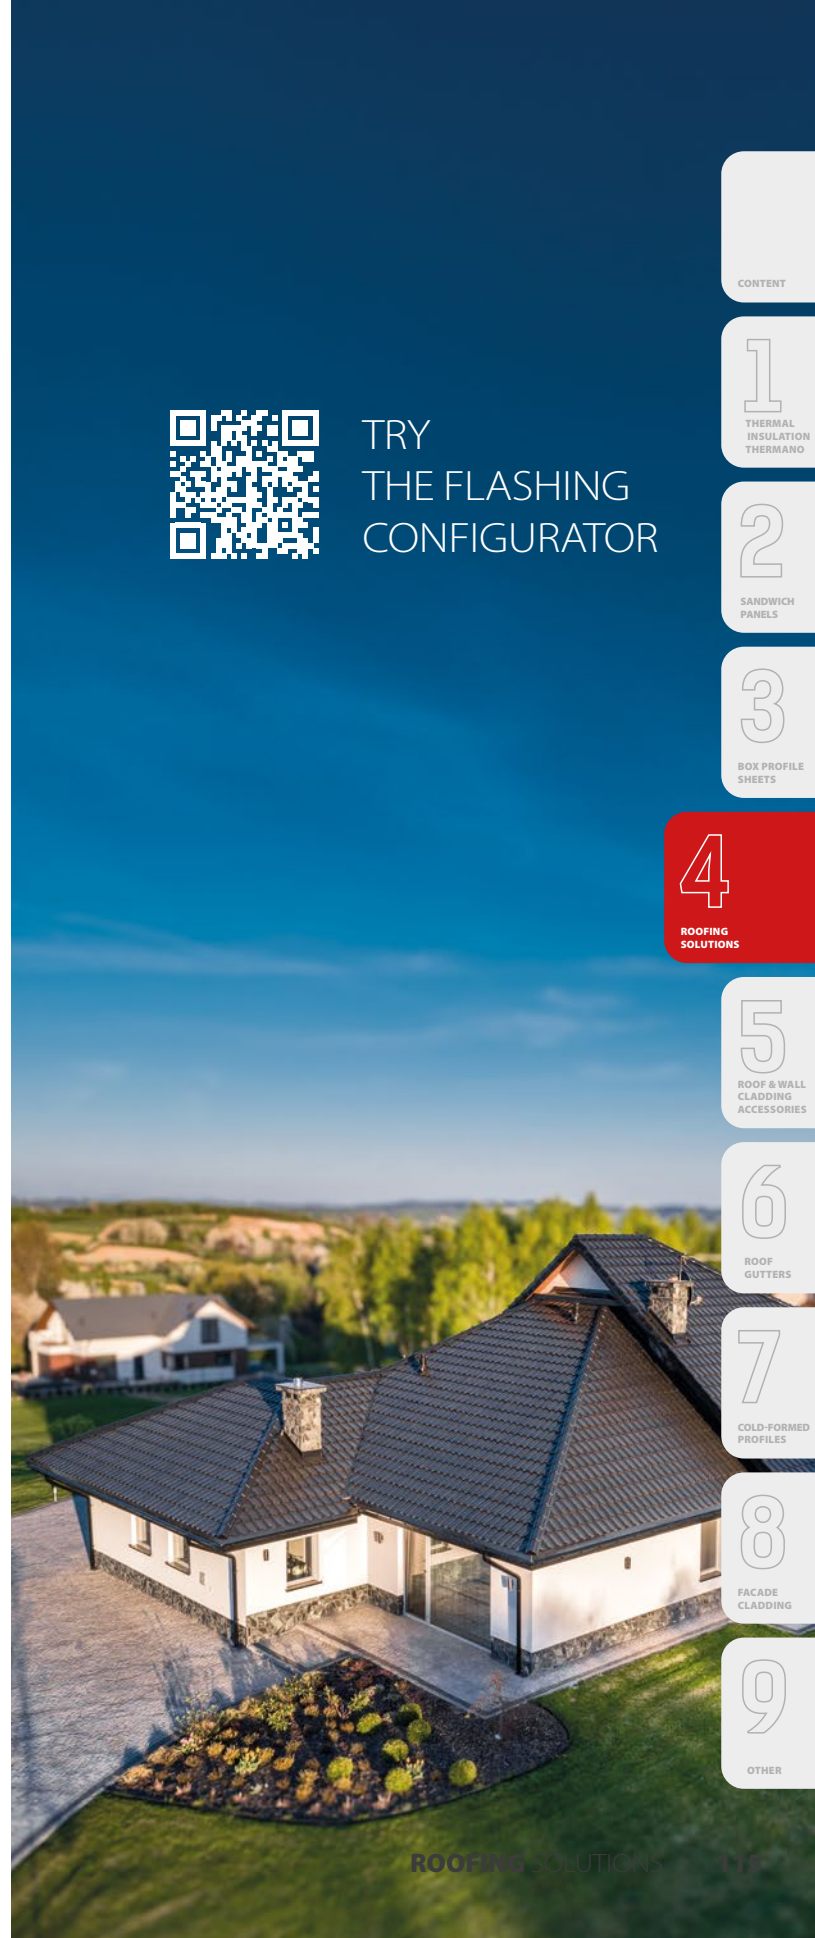 TRY
THE FLASHING
CONFIGURATOR
CONTENT
1
THERMAL
INSULATION
THERMANO
2
SANDWICH
PANELS
3
BOX PROFILE
SHEETS
4
ROOFING
SOLUTIONS
5
ROOF & WALL
CLADDING
ACCESSORIES
6
ROOF
GUTTERS
7
COLD-FORMED
PROFILES
8
FACADE
CLADDING
9
OTHER
ROOFING SOLUTIONS